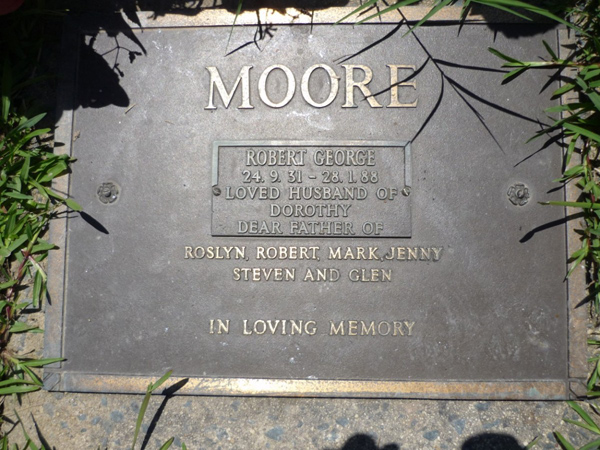 MOORE
ROBERT GEORGE
24. 9. 31 - 28. 1. 88
LOVED HUSBAND OF
DOROTHY
DEAR FATHER OF
ROSLYN, ROBERT, MARK, JENNY
STEVEN AND GLEN
IN LOVING MEMORY